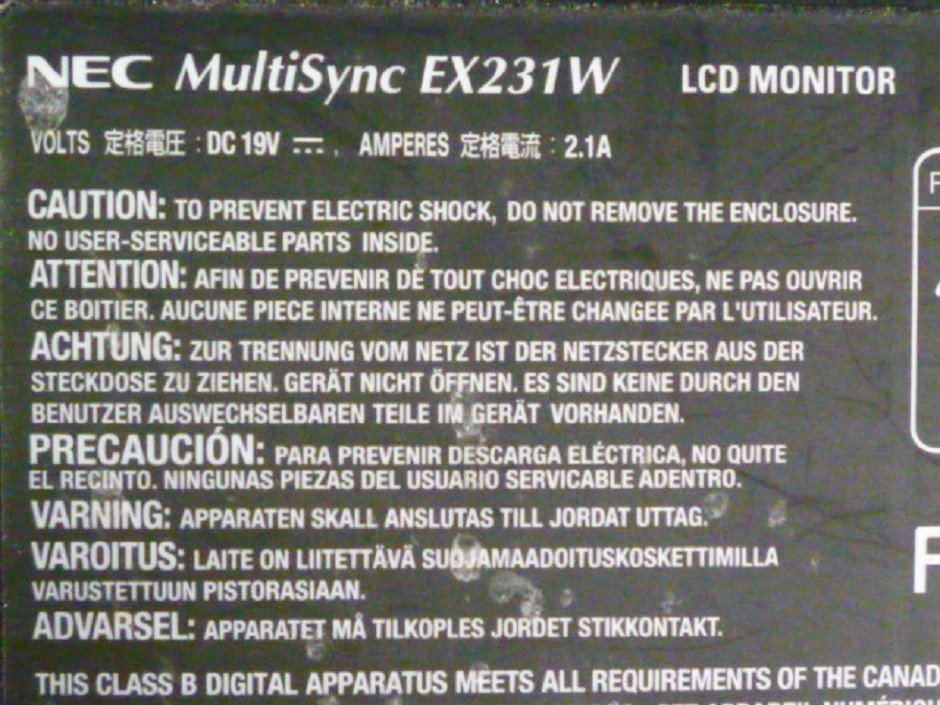 NEC MultiSync EX231W LCD MONITOR
VOLTS 定格電圧 : DC 19V ⎓ , AMPERES 定格電流 : 2.1A
CAUTION: TO PREVENT ELECTRIC SHOCK, DO NOT REMOVE THE ENCLOSURE.
NO USER-SERVICEABLE PARTS INSIDE.
ATTENTION: AFIN DE PREVENIR DE TOUT CHOC ELECTRIQUES, NE PAS OUVRIR
CE BOITIER. AUCUNE PIECE INTERNE NE PEUT-ÊTRE CHANGEE PAR L'UTILISATEUR.
ACHTUNG: ZUR TRENNUNG VOM NETZ IST DER NETZSTECKER AUS DER
STECKDOSE ZU ZIEHEN. GERÄT NICHT ÖFFNEN. ES SIND KEINE DURCH DEN
BENUTZER AUSWECHSELBAREN TEILE IM GERÄT VORHANDEN.
PRECAUCIÓN: PARA PREVENIR DESCARGA ELÉCTRICA, NO QUITE
EL RECINTO. NINGUNAS PIEZAS DEL USUARIO SERVICABLE ADENTRO.
VARNING: APPARATEN SKALL ANSLUTAS TILL JORDAT UTTAG.
VAROITUS: LAITE ON LIITETTÄVÄ SUOJAMAADOITUSKOSKETTIMILLA
VARUSTETTUUN PISTORASIAAN.
ADVARSEL: APPARATET MÅ TILKOPLES JORDET STIKKONTAKT.
THIS CLASS B DIGITAL APPARATUS MEETS ALL REQUIREMENTS OF THE CANAD